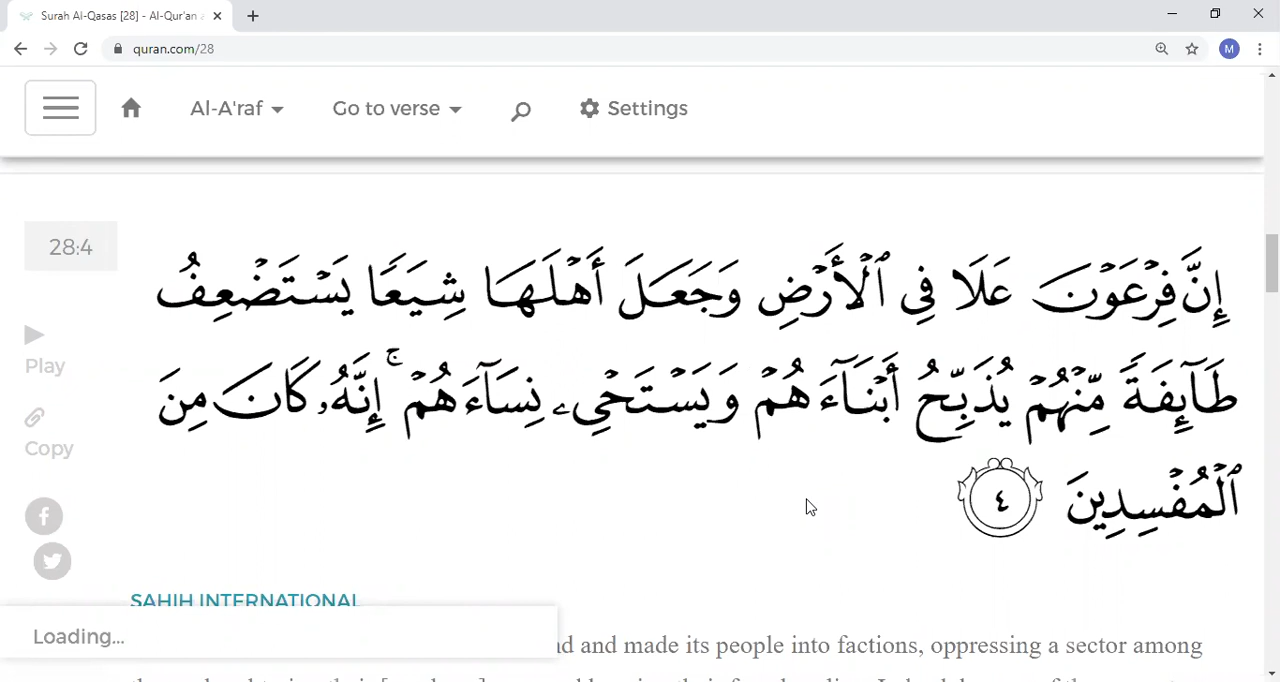 Surah Al-Qasas [28] - Al-Qur'an
quran.com/28
M
Al-A'raf
Go to verse
Settings
28:4
إِنَّ فِرْعَوْنَ عَلَا فِي ٱلْأَرْضِ وَجَعَلَ أَهْلَهَا شِيَعًا يَسْتَضْعِفُ
طَآئِفَةً مِّنْهُمْ يُذَبِّحُ أَبْنَآءَهُمْ وَيَسْتَحْىِۦ نِسَآءَهُمْ ۚ إِنَّهُۥ كَانَ مِنَ
ٱلْمُفْسِدِينَ ٤
Play
Copy
SAHIH INTERNATIONAL
Loading...
and made its people into factions, oppressing a sector among